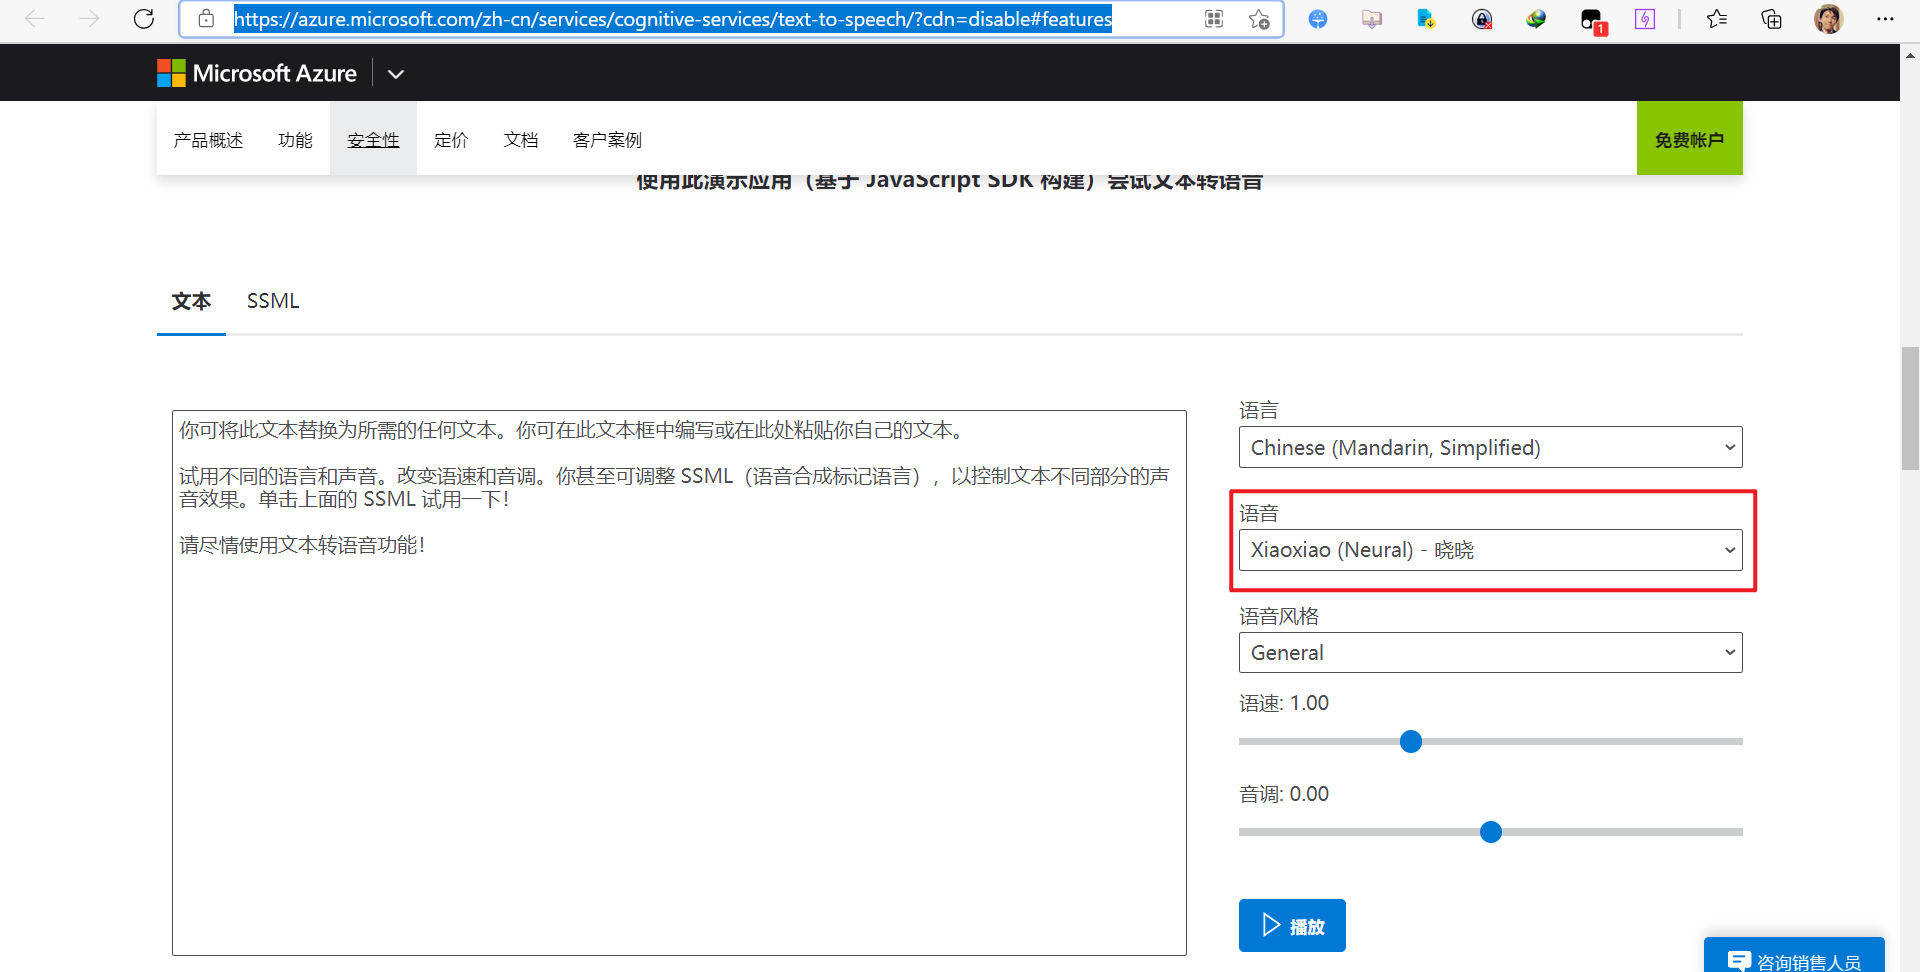 https://azure.microsoft.com/zh-cn/services/cognitive-services/text-to-speech/?cdn=disable#features
1
Microsoft Azure
产品概述 功能 安全性 定价 文档 客户案例 免费帐户
使用此演示应用（基于 JavaScript SDK 构建）尝试文本转语音
文本 SSML
你可将此文本替换为所需的任何文本。你可在此文本框中编写或在此处粘贴你自己的文本。
试用不同的语言和声音。改变语速和音调。你甚至可调整 SSML（语音合成标记语言），以控制文本不同部分的声
音效果。单击上面的 SSML 试用一下！
请尽情使用文本转语音功能！
语言
Chinese (Mandarin, Simplified)
语音
Xiaoxiao (Neural) - 晓晓
语音风格
General
语速: 1.00
音调: 0.00
播放
咨询销售人员